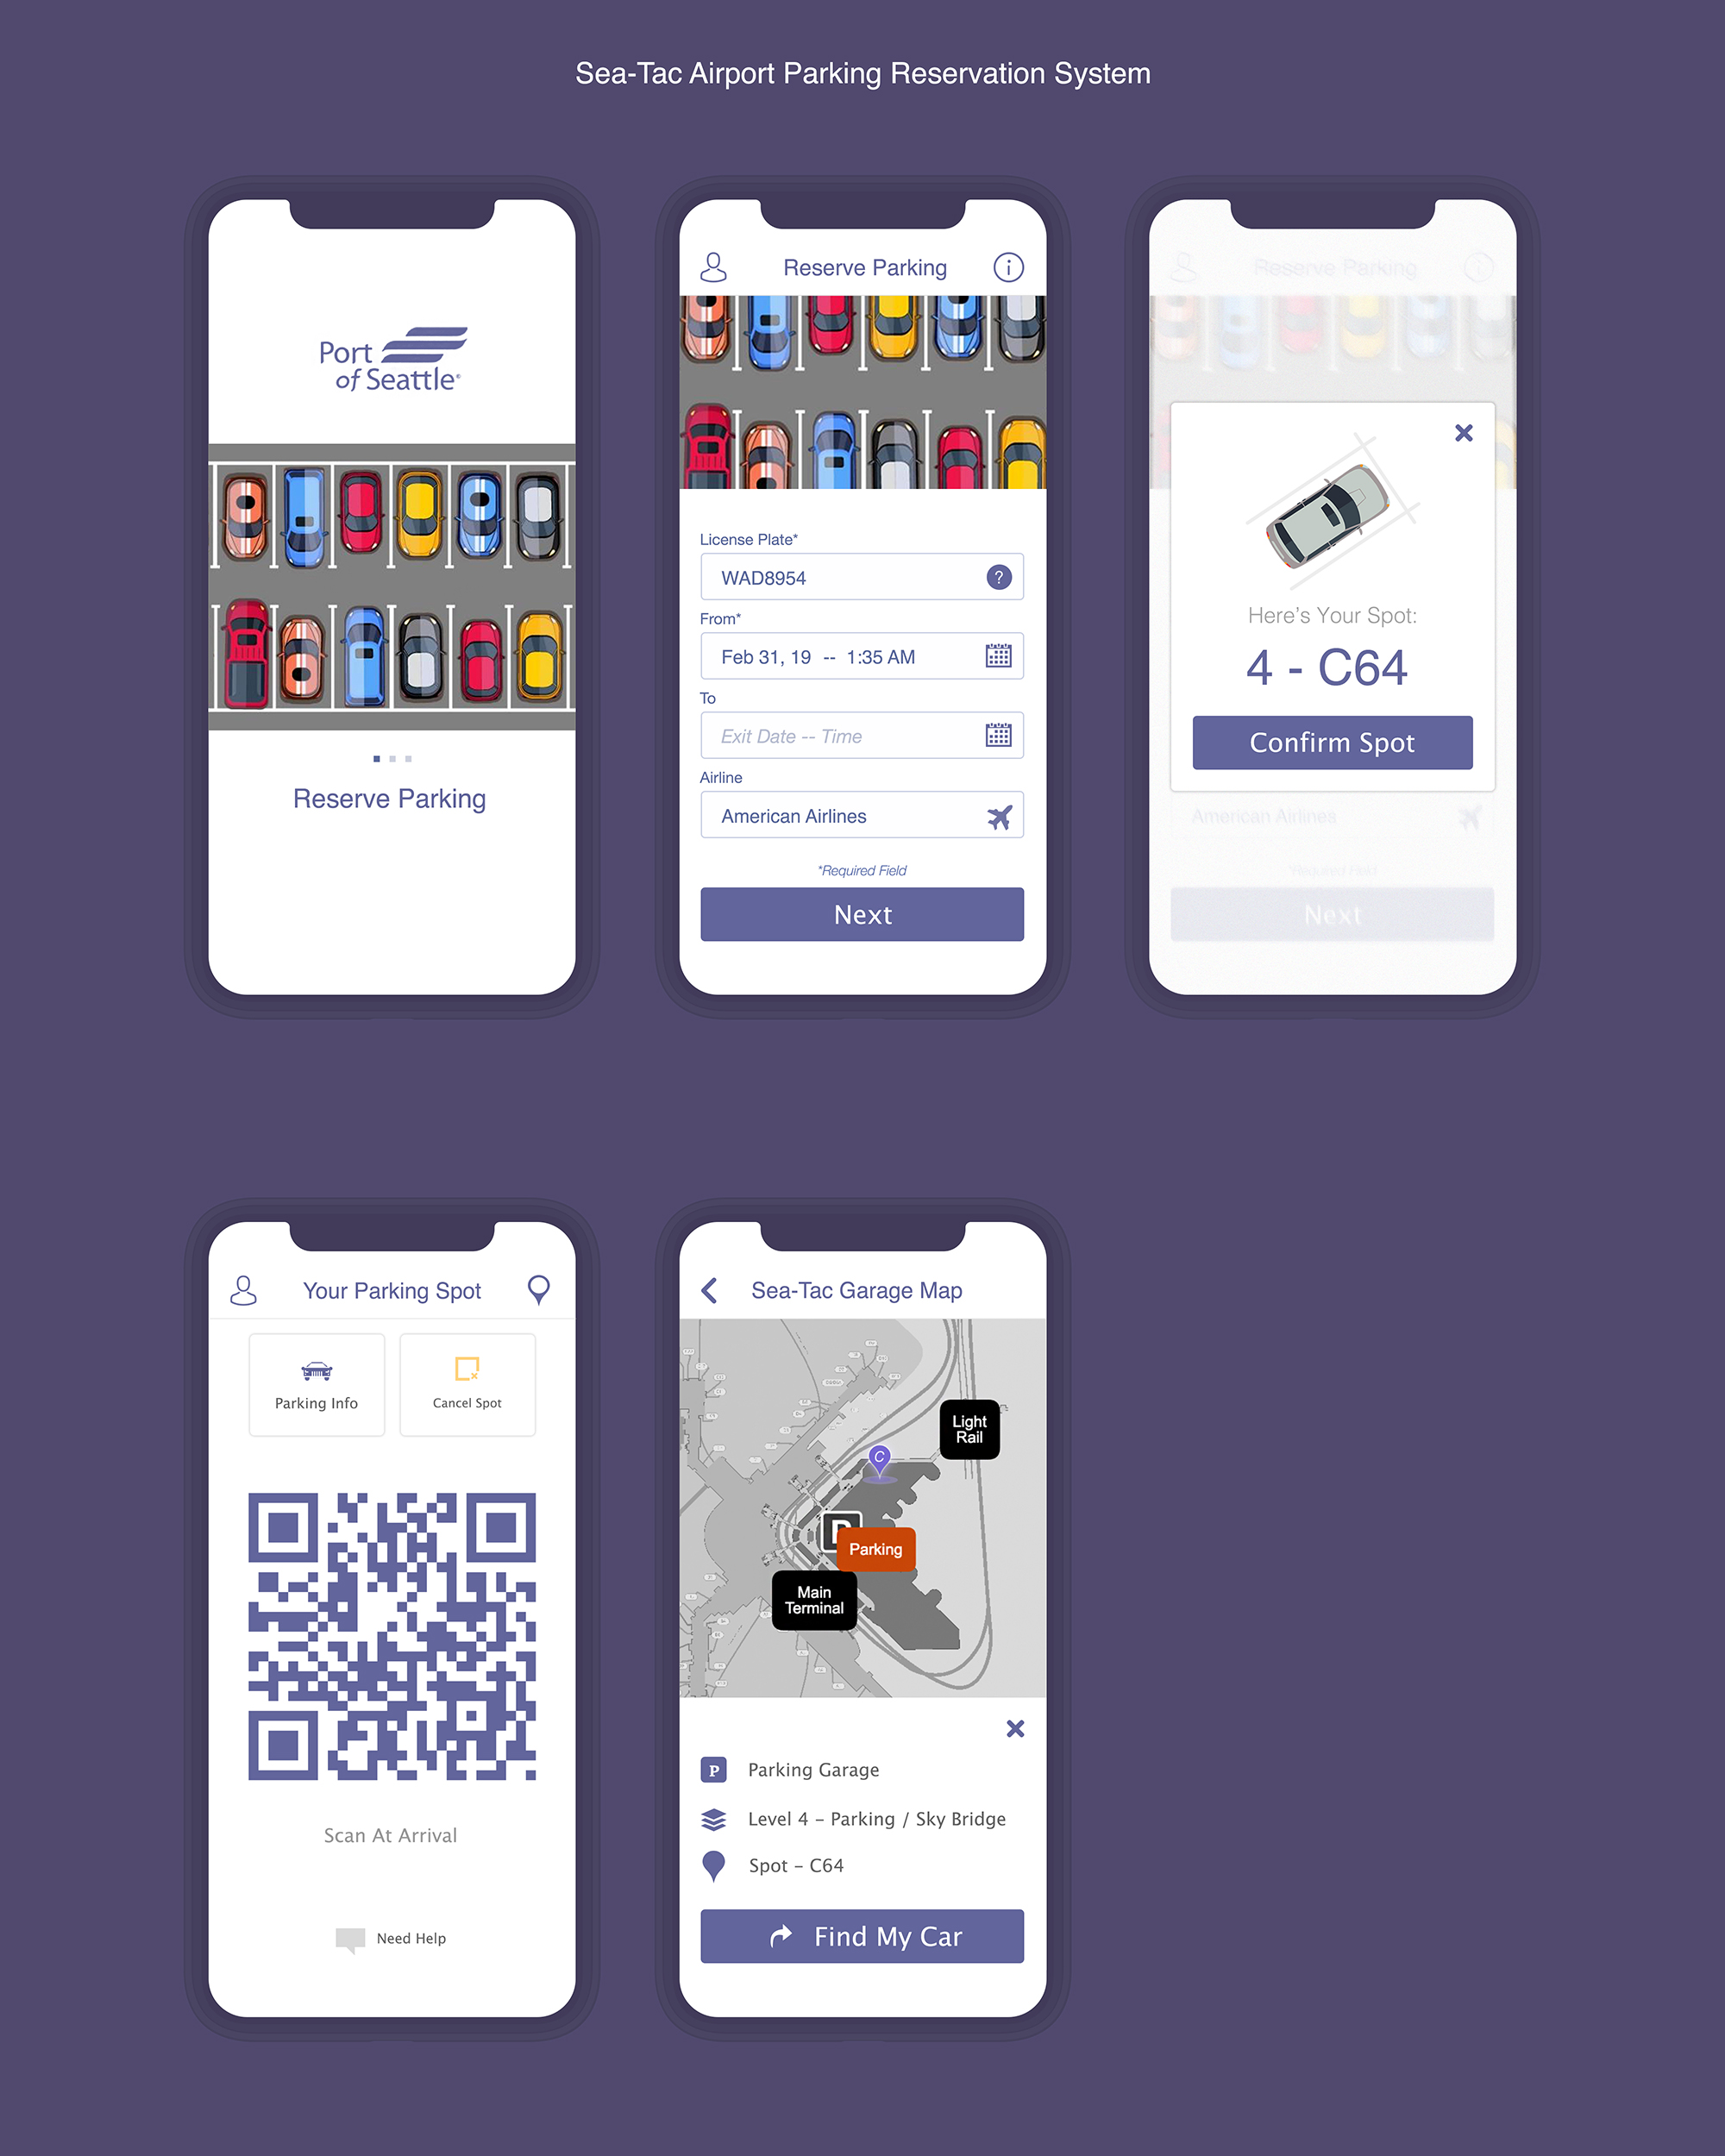 Sea-Tac Airport Parking Reservation System
Port
of Seattle®
Reserve Parking
Reserve Parking
License Plate*
WAD8954
?
From*
Feb 31, 19 -- 1:35 AM
To
Exit Date -- Time
Airline
American Airlines
*Required Field
Next
Reserve Parking
Here's Your Spot:
4 - C64
Confirm Spot
American Airlines
*Required Field
Next
Your Parking Spot
Parking Info
Cancel Spot
Scan At Arrival
Need Help
Sea-Tac Garage Map
Light
Rail
C
Parking
Main
Terminal
P
Parking Garage
Level 4 – Parking / Sky Bridge
Spot – C64
Find My Car